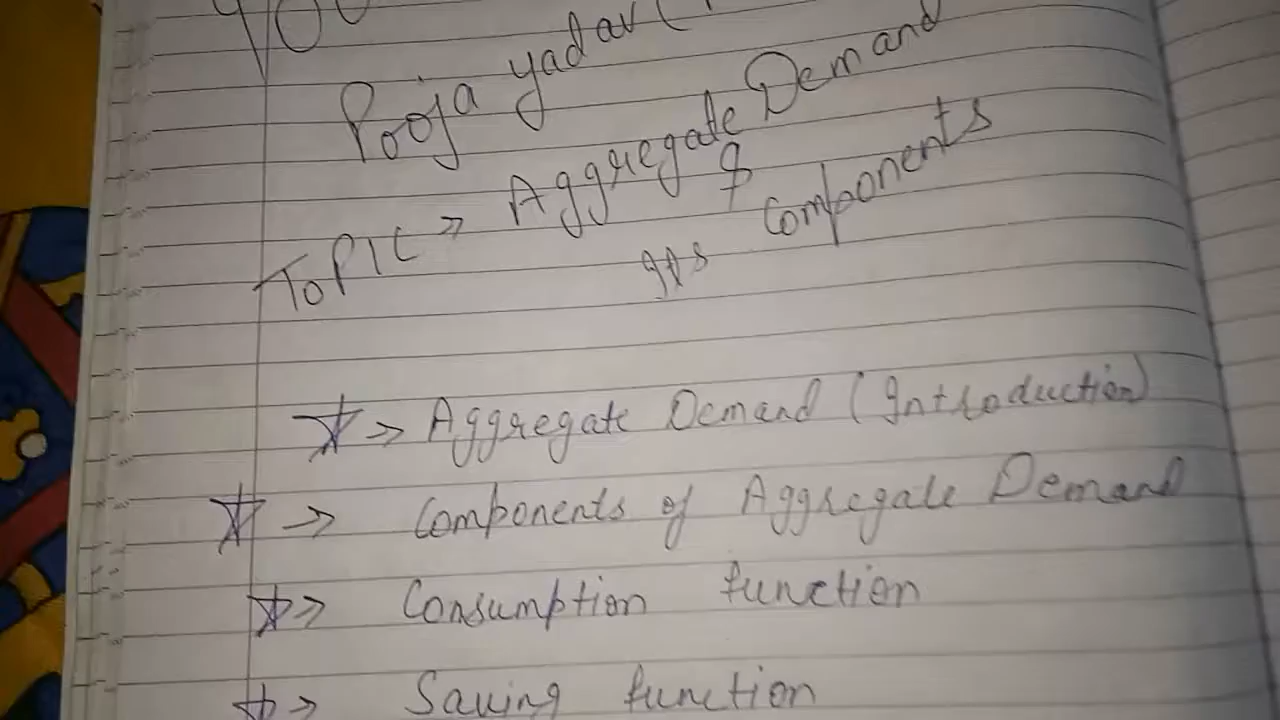 Pooja yadav (
Topic => Aggregate Demand
&
Its Components
☆ => Aggregate Demand (Introduction)
☆ -> Components of Aggregate Demand
☆ => Consumption function
☆ => Saving function